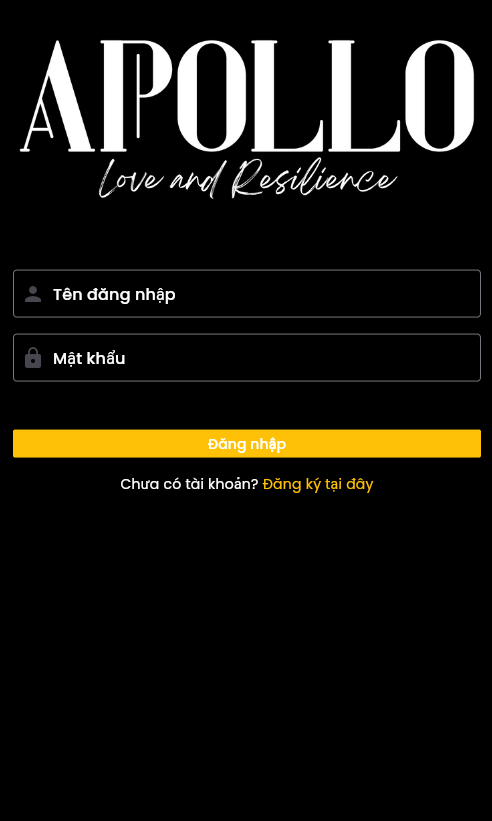 APOLLO
Love and Resilience
Tên đăng nhập
Mật khẩu
Đăng nhập
Chưa có tài khoản? Đăng ký tại đây